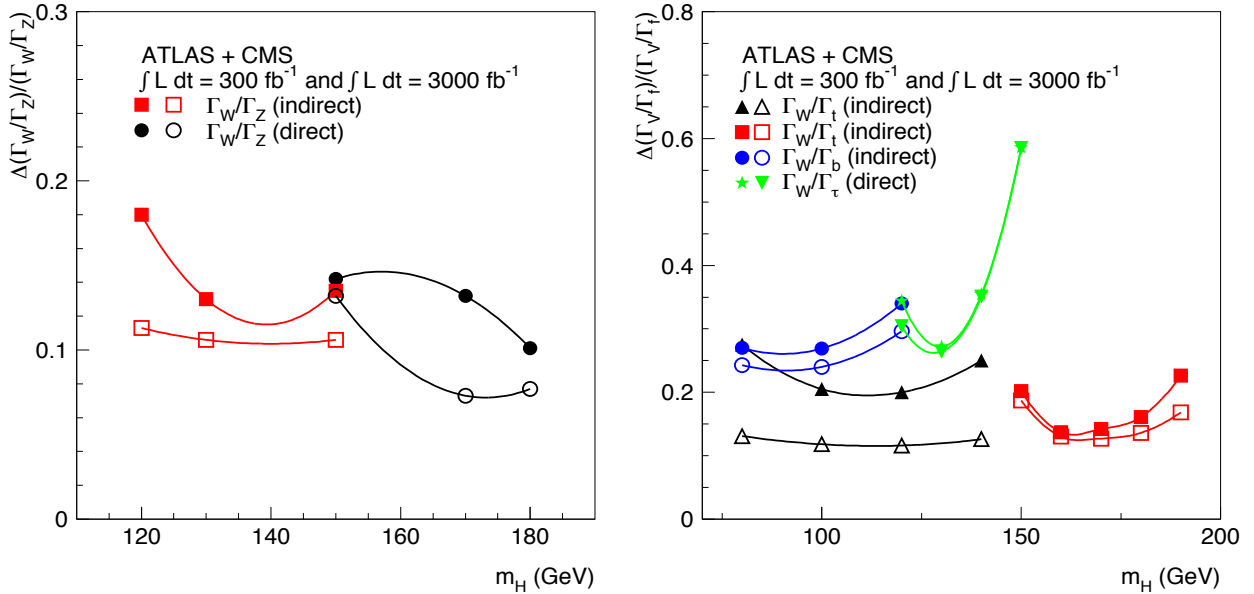 Δ(Γ_W/Γ_Z)/(Γ_W/Γ_Z)
0.3
0.2
0.1
0
ATLAS + CMS
∫ L dt = 300 fb⁻¹ and ∫ L dt = 3000 fb⁻¹
Γ_W/Γ_Z (indirect)
Γ_W/Γ_Z (direct)
120 140 160 180
m_H (GeV)
Δ(Γ_V/Γ_f)/(Γ_V/Γ_f)
0.8
0.6
0.4
0.2
0
ATLAS + CMS
∫ L dt = 300 fb⁻¹ and ∫ L dt = 3000 fb⁻¹
Γ_W/Γ_t (indirect)
Γ_W/Γ_t (indirect)
Γ_W/Γ_b (indirect)
Γ_W/Γ_τ (direct)
100 150 200
m_H (GeV)